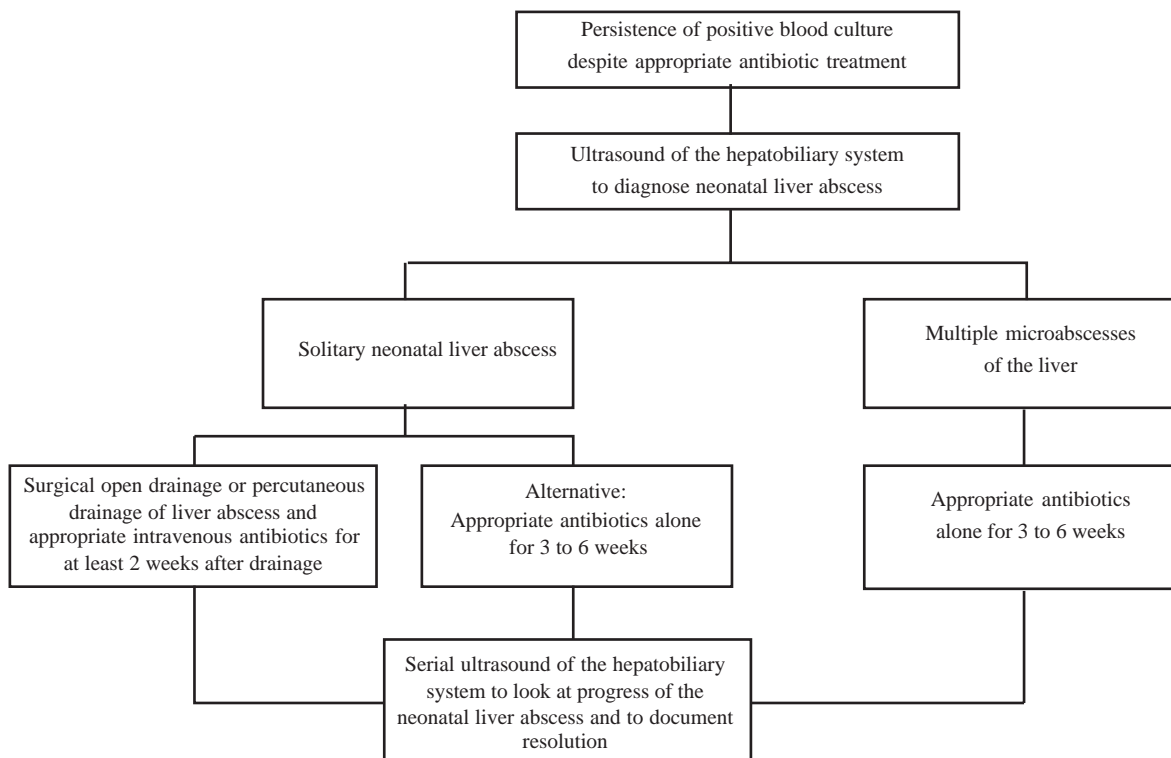 Persistence of positive blood culture
despite appropriate antibiotic treatment
Ultrasound of the hepatobiliary system
to diagnose neonatal liver abscess
Solitary neonatal liver abscess
Multiple microabscesses
of the liver
Surgical open drainage or percutaneous
drainage of liver abscess and
appropriate intravenous antibiotics for
at least 2 weeks after drainage
Alternative:
Appropriate antibiotics alone
for 3 to 6 weeks
Appropriate antibiotics
alone for 3 to 6 weeks
Serial ultrasound of the hepatobiliary
system to look at progress of the
neonatal liver abscess and to document
resolution